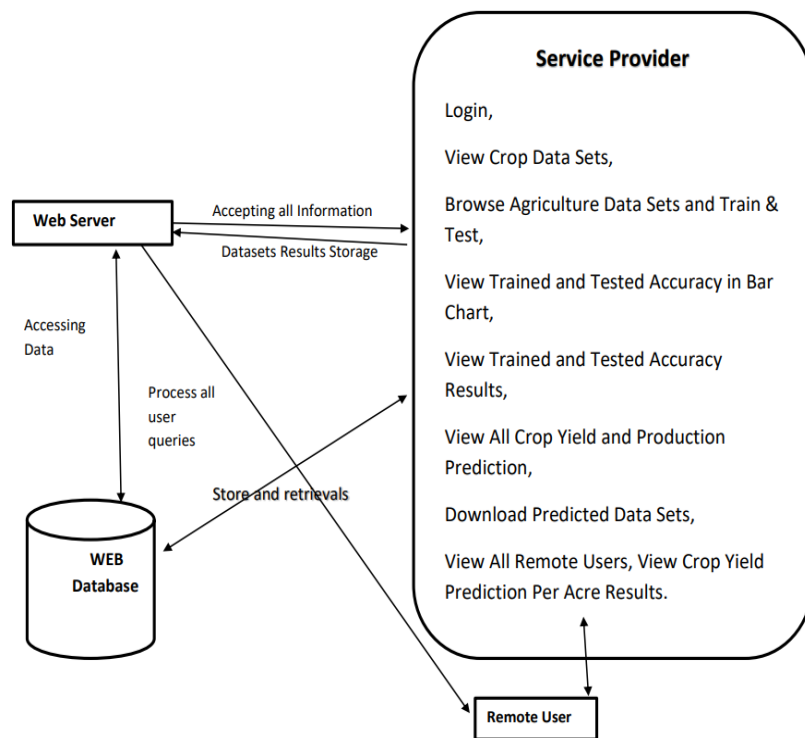 Service Provider
Login,
View Crop Data Sets,
Browse Agriculture Data Sets and Train &
Test,
View Trained and Tested Accuracy in Bar
Chart,
View Trained and Tested Accuracy
Results,
View All Crop Yield and Production
Prediction,
Download Predicted Data Sets,
View All Remote Users, View Crop Yield
Prediction Per Acre Results.
Web Server
Accepting all Information
Datasets Results Storage
Accessing
Data
Process all
user
queries
Store and retrievals
WEB
Database
Remote User